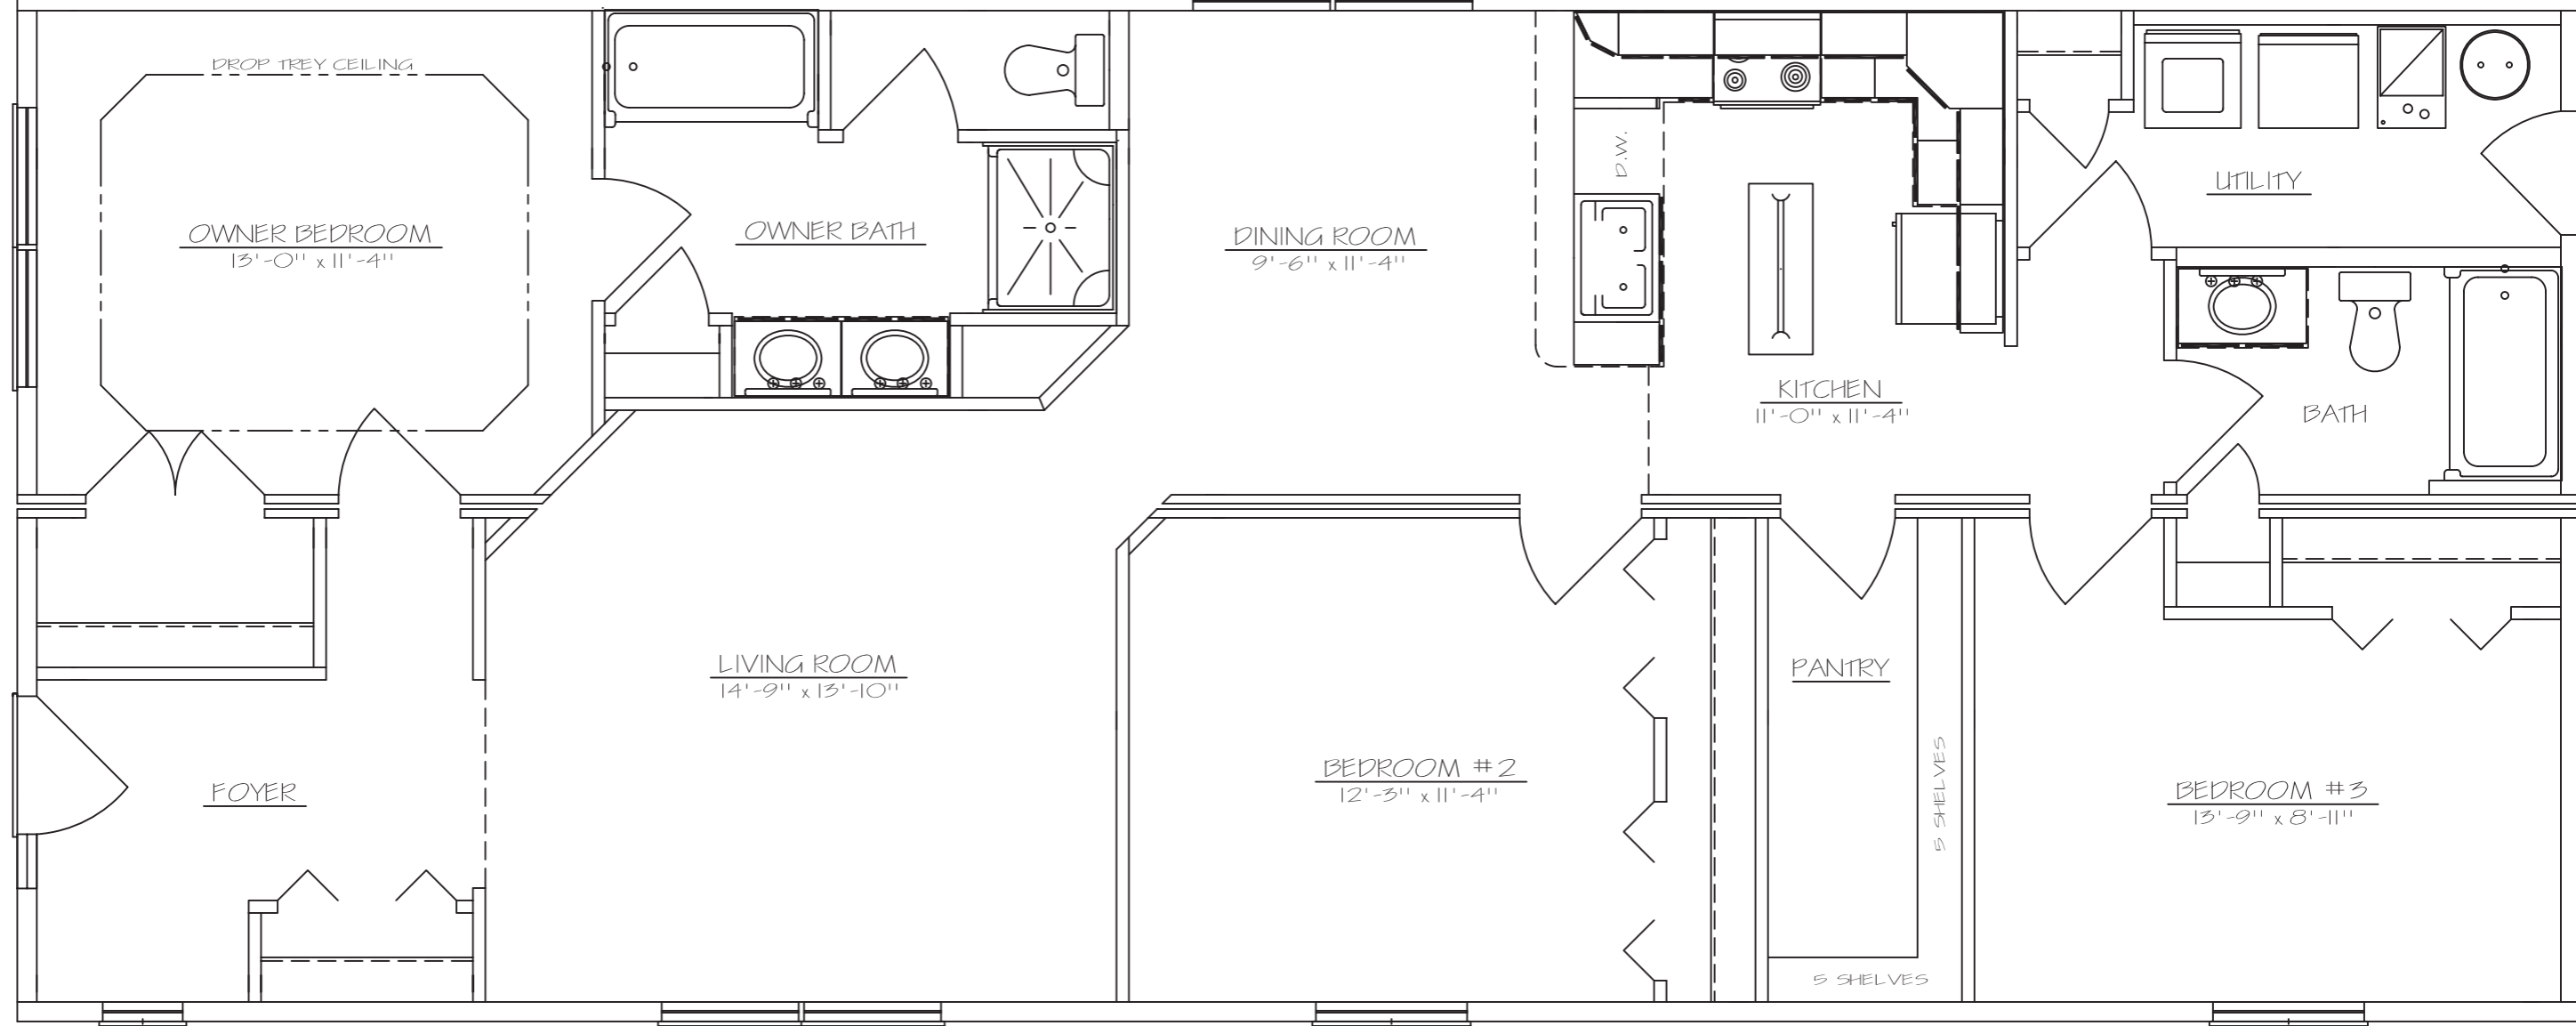 DROP TREY CEILING
OWNER BEDROOM
13'-0" x 11'-4"
OWNER BATH
DINING ROOM
9'-6" x 11'-4"
D.W.
KITCHEN
11'-0" x 11'-4"
UTILITY
BATH
LIVING ROOM
14'-9" x 13'-10"
FOYER
BEDROOM #2
12'-3" x 11'-4"
PANTRY
5 SHELVES
5 SHELVES
BEDROOM #3
13'-9" x 8'-11"